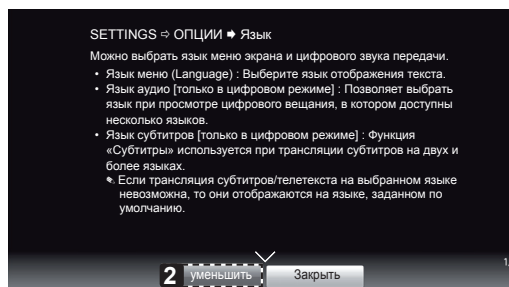 SETTINGS ⇨ ОПЦИИ ➧ Язык
Можно выбрать язык меню экрана и цифрового звука передачи.
• Язык меню (Language) : Выберите язык отображения текста.
• Язык аудио [только в цифровом режиме] : Позволяет выбрать
язык при просмотре цифрового вещания, в котором доступны
несколько языков.
• Язык субтитров [только в цифровом режиме] : Функция
«Субтитры» используется при трансляции субтитров на двух и
более языках.
✎ Если трансляция субтитров/телетекста на выбранном языке
невозможна, то они отображаются на языке, заданном по
умолчанию.
2 уменьшить Закрыть